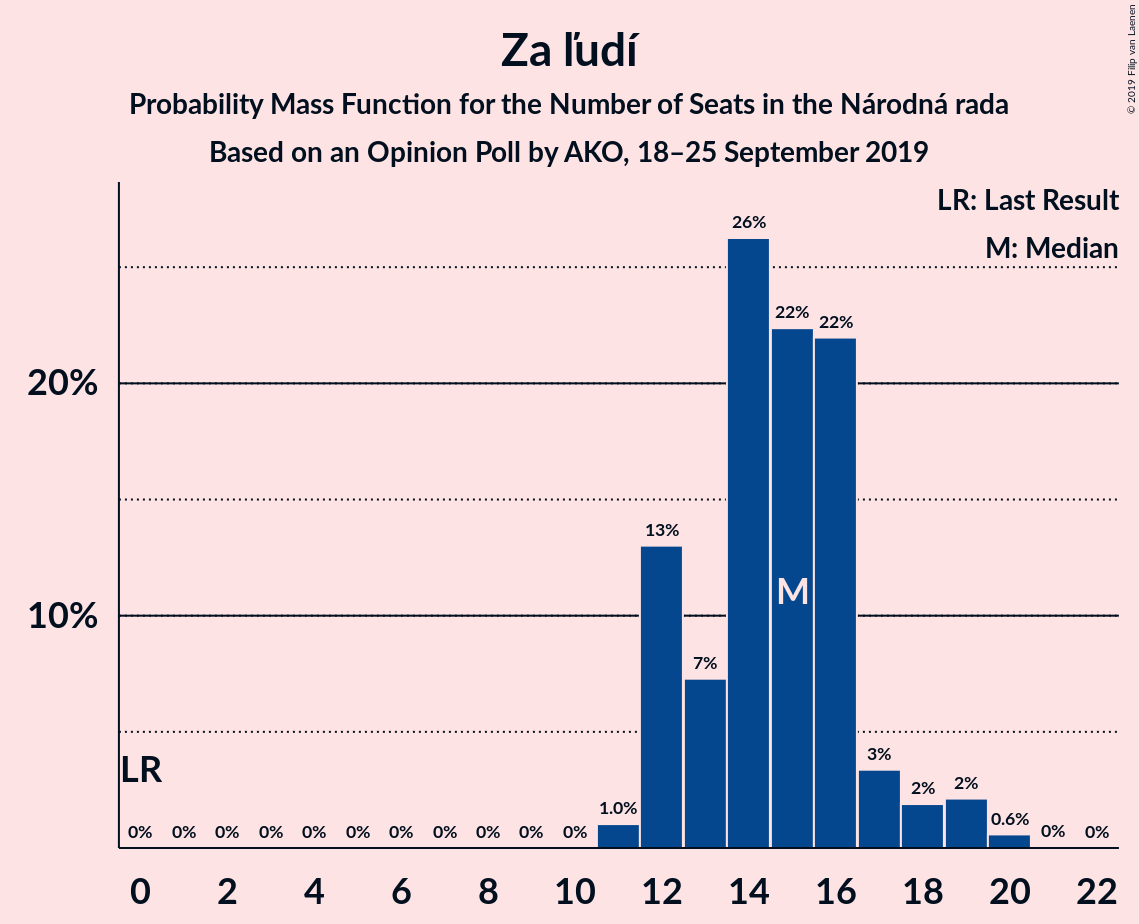 © 2019 Filip van Laenen
Za ľudí
Probability Mass Function for the Number of Seats in the Národná rada
Based on an Opinion Poll by AKO, 18–25 September 2019
LR: Last Result
M: Median
26%
22%
22%
20%
13%
M
10%
7%
3%
LR
2%
2%
1.0%
0.6%
0% 0% 0% 0% 0% 0% 0% 0% 0% 0% 0% 0% 0%
0 2 4 6 8 10 12 14 16 18 20 22